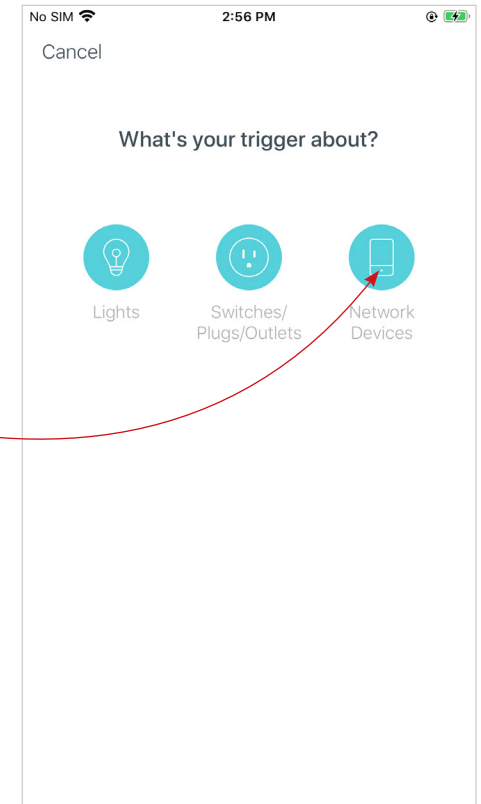 No SIM 2:56 PM
Cancel
What's your trigger about?
Lights
Switches/
Plugs/Outlets
Network
Devices